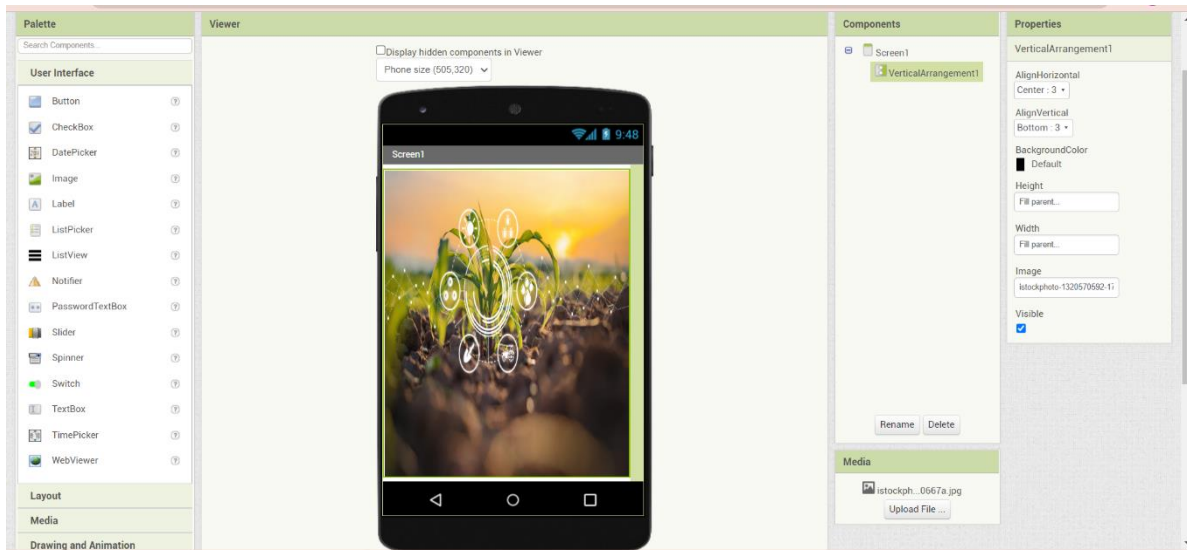 Palette
Search Components...
User Interface
Button
CheckBox
DatePicker
Image
Label
ListPicker
ListView
Notifier
PasswordTextBox
Slider
Spinner
Switch
TextBox
TimePicker
WebViewer
Layout
Media
Drawing and Animation
Viewer
Display hidden components in Viewer
Phone size (505,320)
9:48
Screen1
Components
Screen1
VerticalArrangement1
Rename Delete
Media
istockph...0667a.jpg
Upload File ...
Properties
VerticalArrangement1
AlignHorizontal
Center : 3
AlignVertical
Bottom : 3
BackgroundColor
Default
Height
Fill parent...
Width
Fill parent...
Image
istockphoto-1320570592-17
Visible